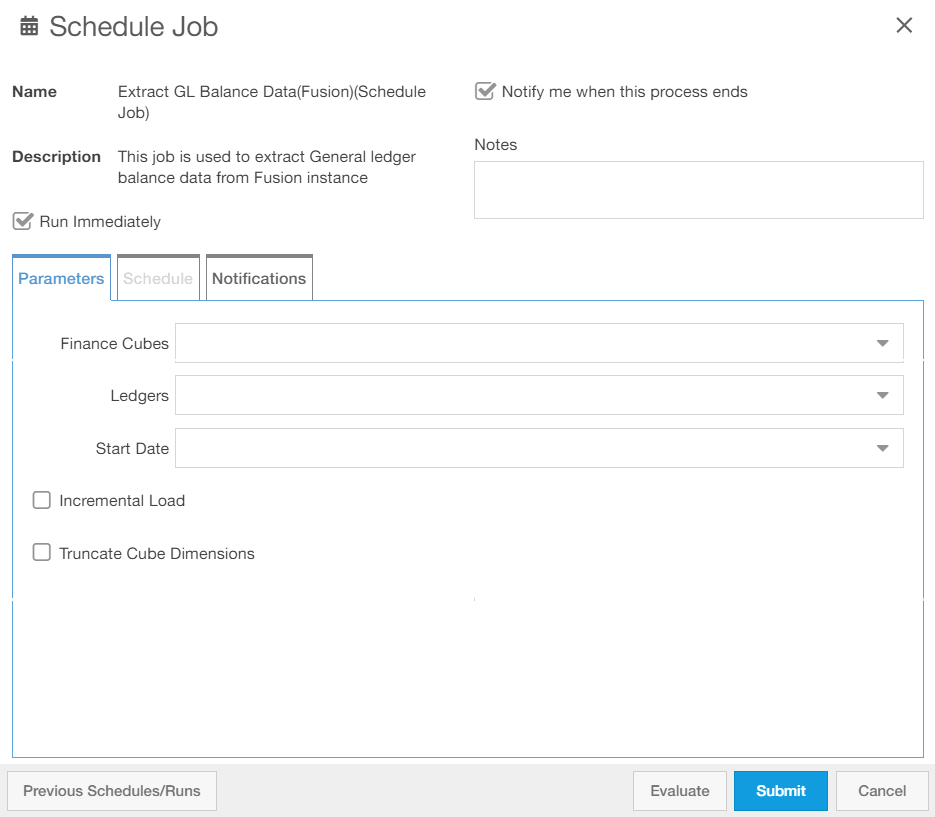 Schedule Job
Name
Extract GL Balance Data(Fusion)(Schedule
Job)
Description
This job is used to extract General ledger
balance data from Fusion instance
Run Immediately
Notify me when this process ends
Notes
Parameters
Schedule
Notifications
Finance Cubes
Ledgers
Start Date
Incremental Load
Truncate Cube Dimensions
Previous Schedules/Runs
Evaluate
Submit
Cancel